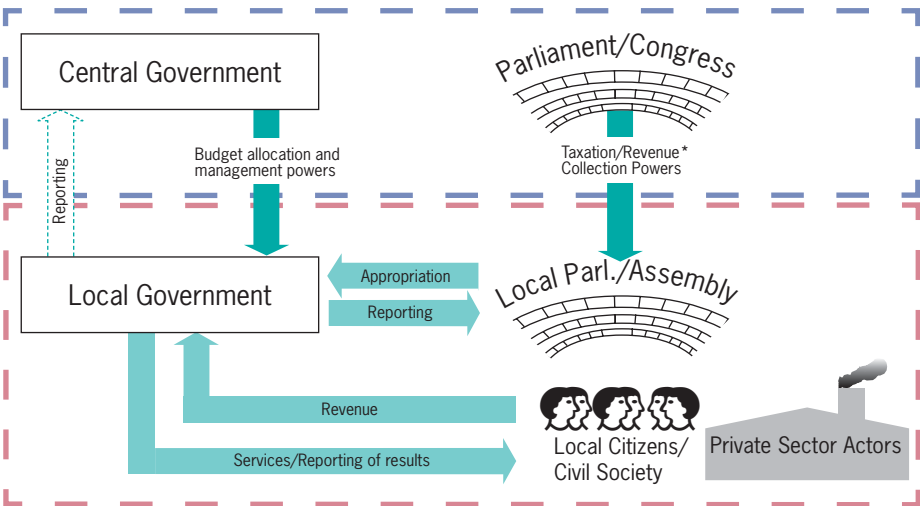 Central Government
Parliament/Congress
Reporting
Budget allocation and
management powers
Taxation/Revenue*
Collection Powers
Local Government
Appropriation
Reporting
Local Parl./Assembly
Revenue
Services/Reporting of results
Local Citizens/
Civil Society
Private Sector Actors